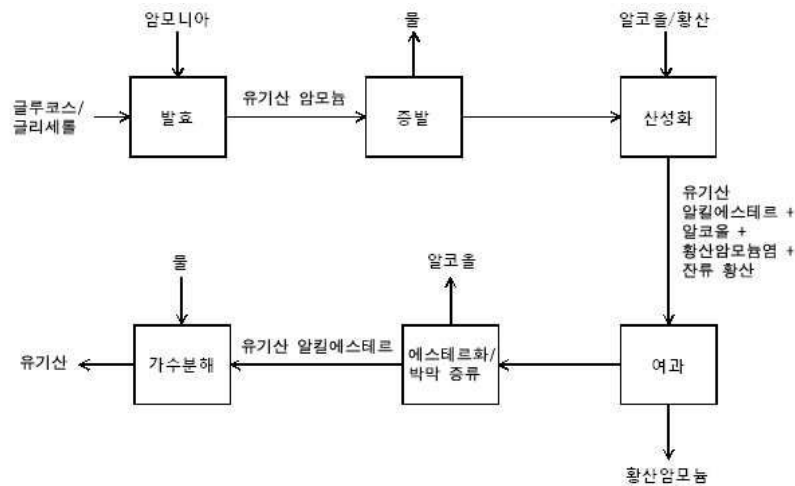 암모니아
물
알코올/황산
글루코스/
글리세롤
발효
유기산 암모늄
증발
산성화
유기산
알킬에스테르 +
알코올 +
황산암모늄염 +
잔류 황산
물
알코올
유기산
가수분해
유기산 알킬에스테르
에스테르화/
박막 증류
여과
황산암모늄